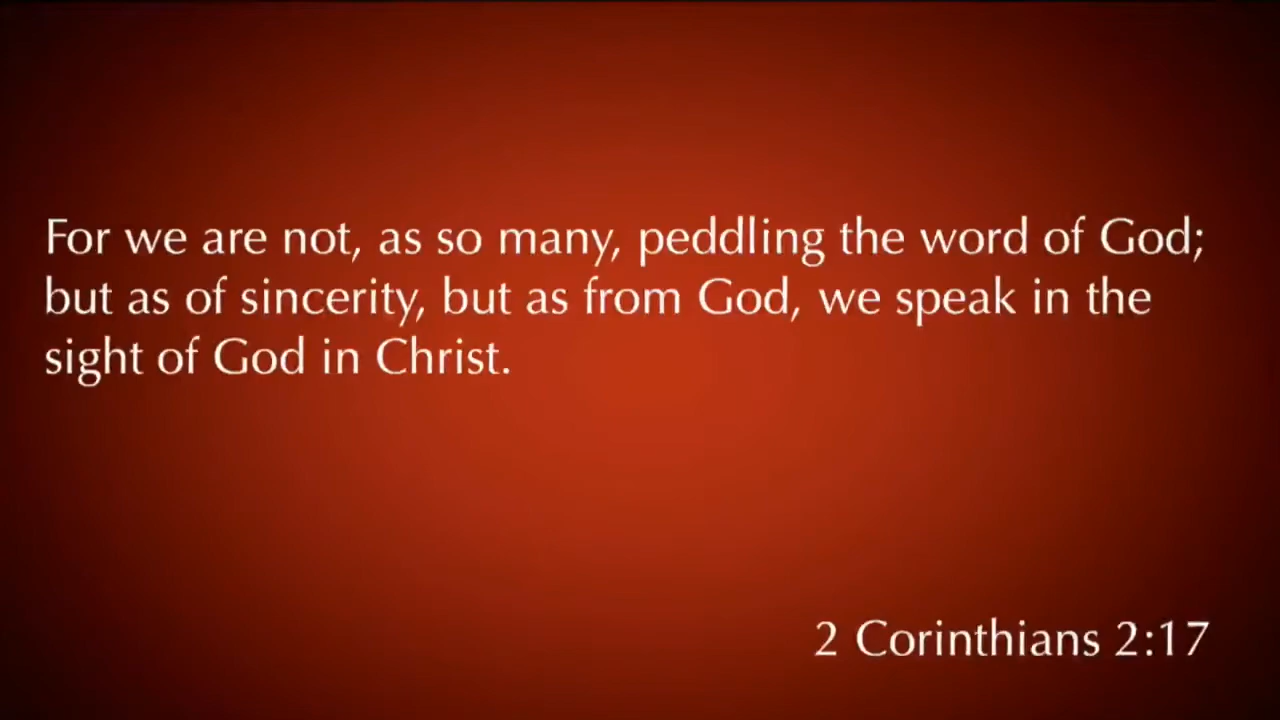 For we are not, as so many, peddling the word of God;
but as of sincerity, but as from God, we speak in the
sight of God in Christ.
2 Corinthians 2:17